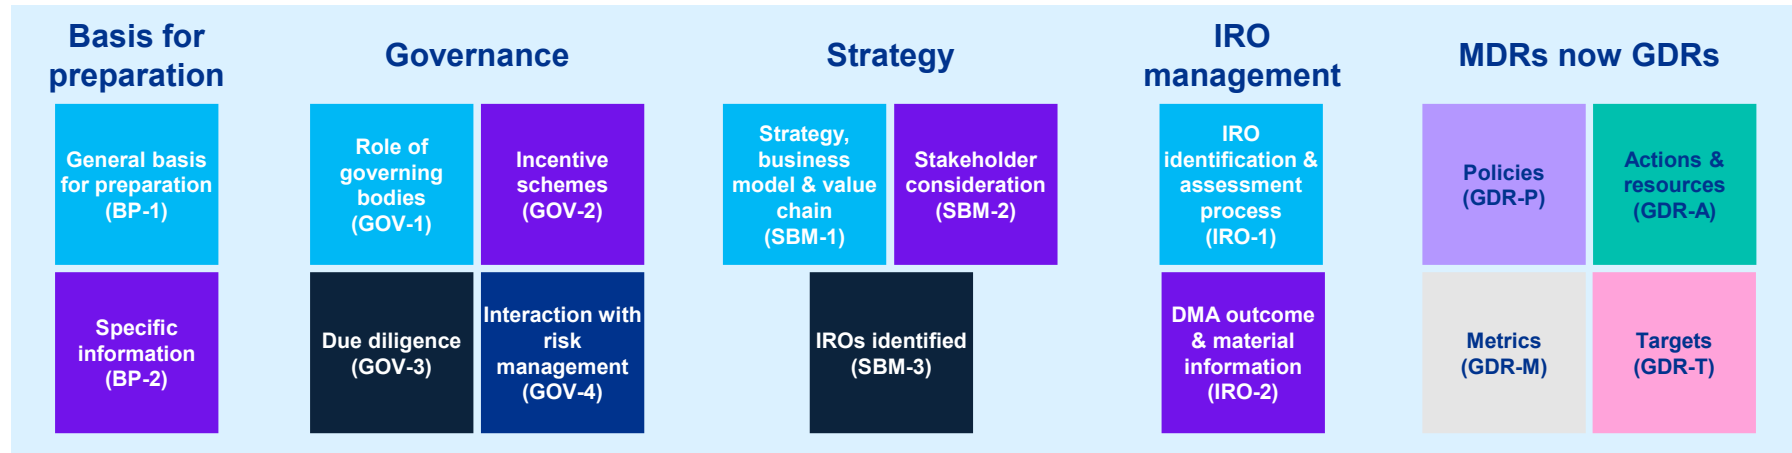 Basis for
preparation
General basis
for preparation
(BP-1)
Specific
information
(BP-2)
Governance
Role of
governing
bodies
(GOV-1)
Incentive
schemes
(GOV-2)
Due diligence
(GOV-3)
Interaction with
risk
management
(GOV-4)
Strategy
Strategy,
business
model & value
chain
(SBM-1)
Stakeholder
consideration
(SBM-2)
IROs identified
(SBM-3)
IRO
management
IRO
identification &
assessment
process
(IRO-1)
DMA outcome
& material
information
(IRO-2)
MDRs now GDRs
Policies
(GDR-P)
Actions &
resources
(GDR-A)
Metrics
(GDR-M)
Targets
(GDR-T)